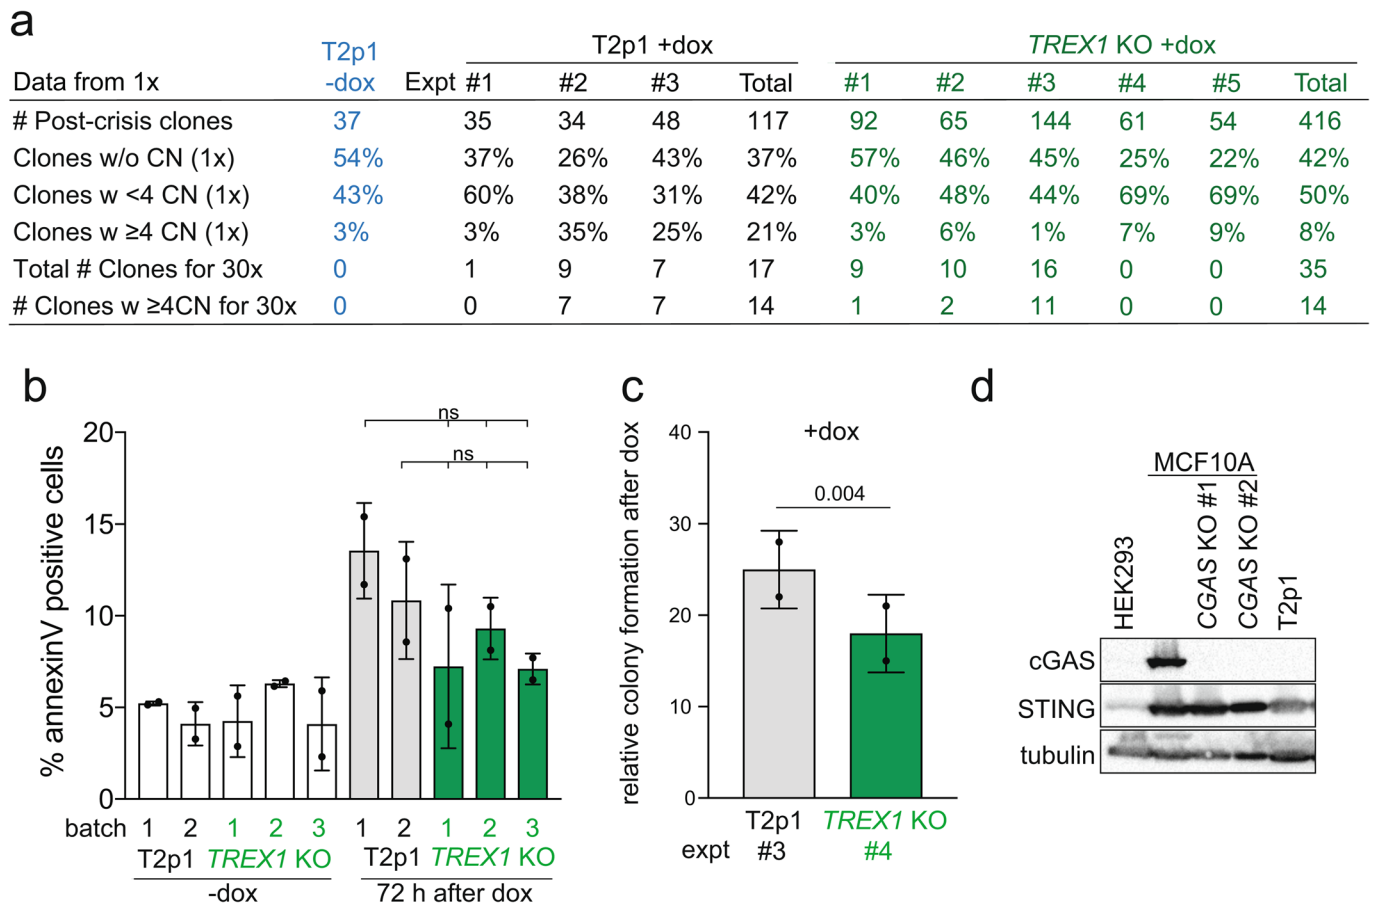 a
T2p1 -dox T2p1 +dox TREX1 KO +dox
Data from 1x Expt #1 #2 #3 Total #1 #2 #3 #4 #5 Total
# Post-crisis clones 37 35 34 48 117 92 65 144 61 54 416
Clones w/o CN (1x) 54% 37% 26% 43% 37% 57% 46% 45% 25% 22% 42%
Clones w <4 CN (1x) 43% 60% 38% 31% 42% 40% 48% 44% 69% 69% 50%
Clones w ≥4 CN (1x) 3% 3% 35% 25% 21% 3% 6% 1% 7% 9% 8%
Total # Clones for 30x 0 1 9 7 17 9 10 16 0 0 35
# Clones w ≥4CN for 30x 0 0 7 7 14 1 2 11 0 0 14
b
% annexinV positive cells
20
15
10
5
0
ns
ns
batch 1 2 1 2 3 1 2 1 2 3
T2p1 TREX1 KO T2p1 TREX1 KO
-dox 72 h after dox
c
relative colony formation after dox
40
30
20
10
0
+dox
0.004
T2p1 TREX1 KO
expt #3 #4
d
MCF10A
HEK293 CGAS KO #1 CGAS KO #2 T2p1
cGAS
STING
tubulin